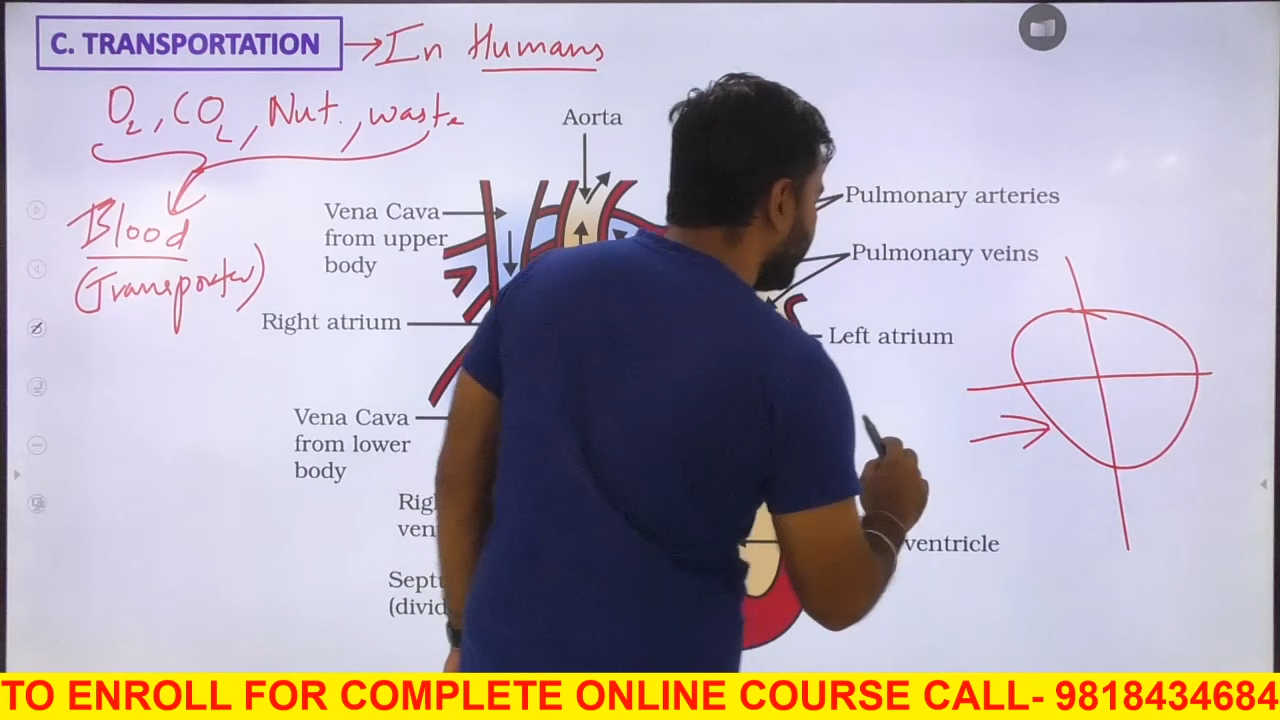 C. TRANSPORTATION → In Humans
O₂, CO₂, Nut., waste
Blood
(Transporter)
Aorta
Pulmonary arteries
Vena Cava
from upper
body
Pulmonary veins
Right atrium
Left atrium
Vena Cava
from lower
body
ventricle
TO ENROLL FOR COMPLETE ONLINE COURSE CALL- 9818434684